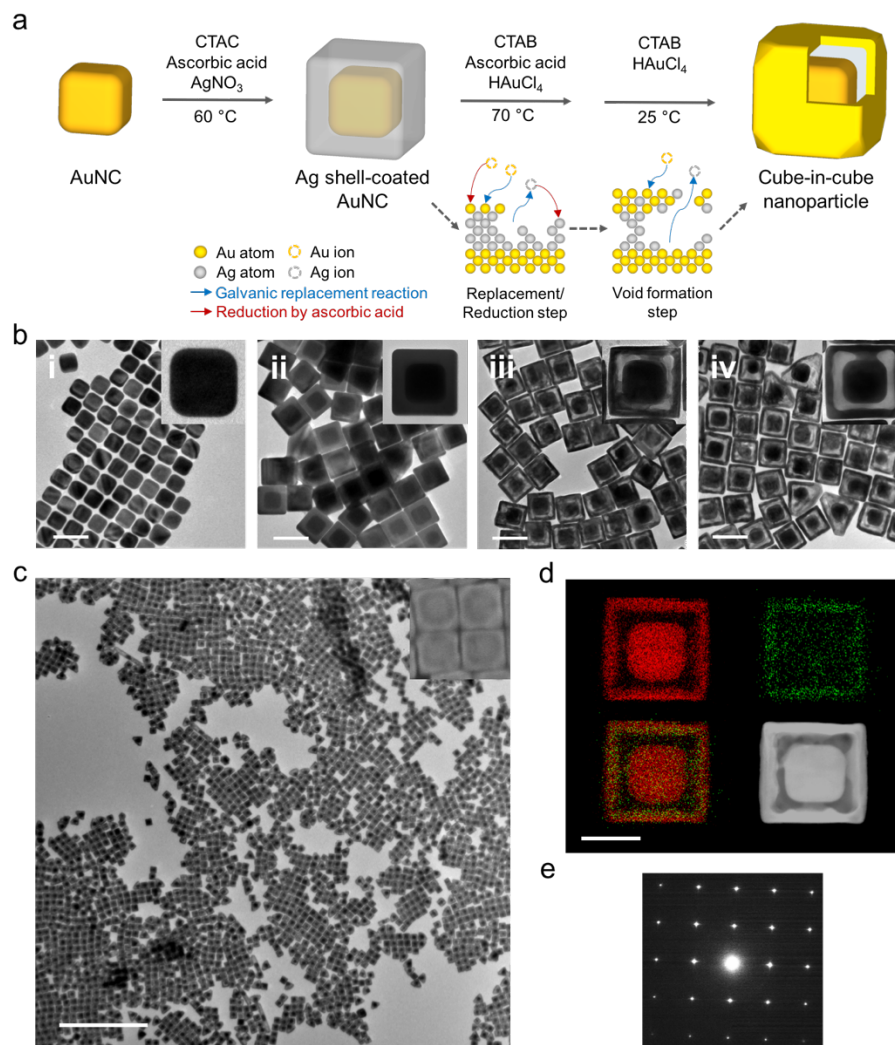 a
CTAC
Ascorbic acid
AgNO3
60 °C
CTAB
Ascorbic acid
HAuCl4
70 °C
CTAB
HAuCl4
25 °C
AuNC
Ag shell-coated
AuNC
Cube-in-cube
nanoparticle
Au atom
Au ion
Ag atom
Ag ion
Galvanic replacement reaction
Reduction by ascorbic acid
Replacement/
Reduction step
Void formation
step
b
i
ii
iii
iv
c
d
e